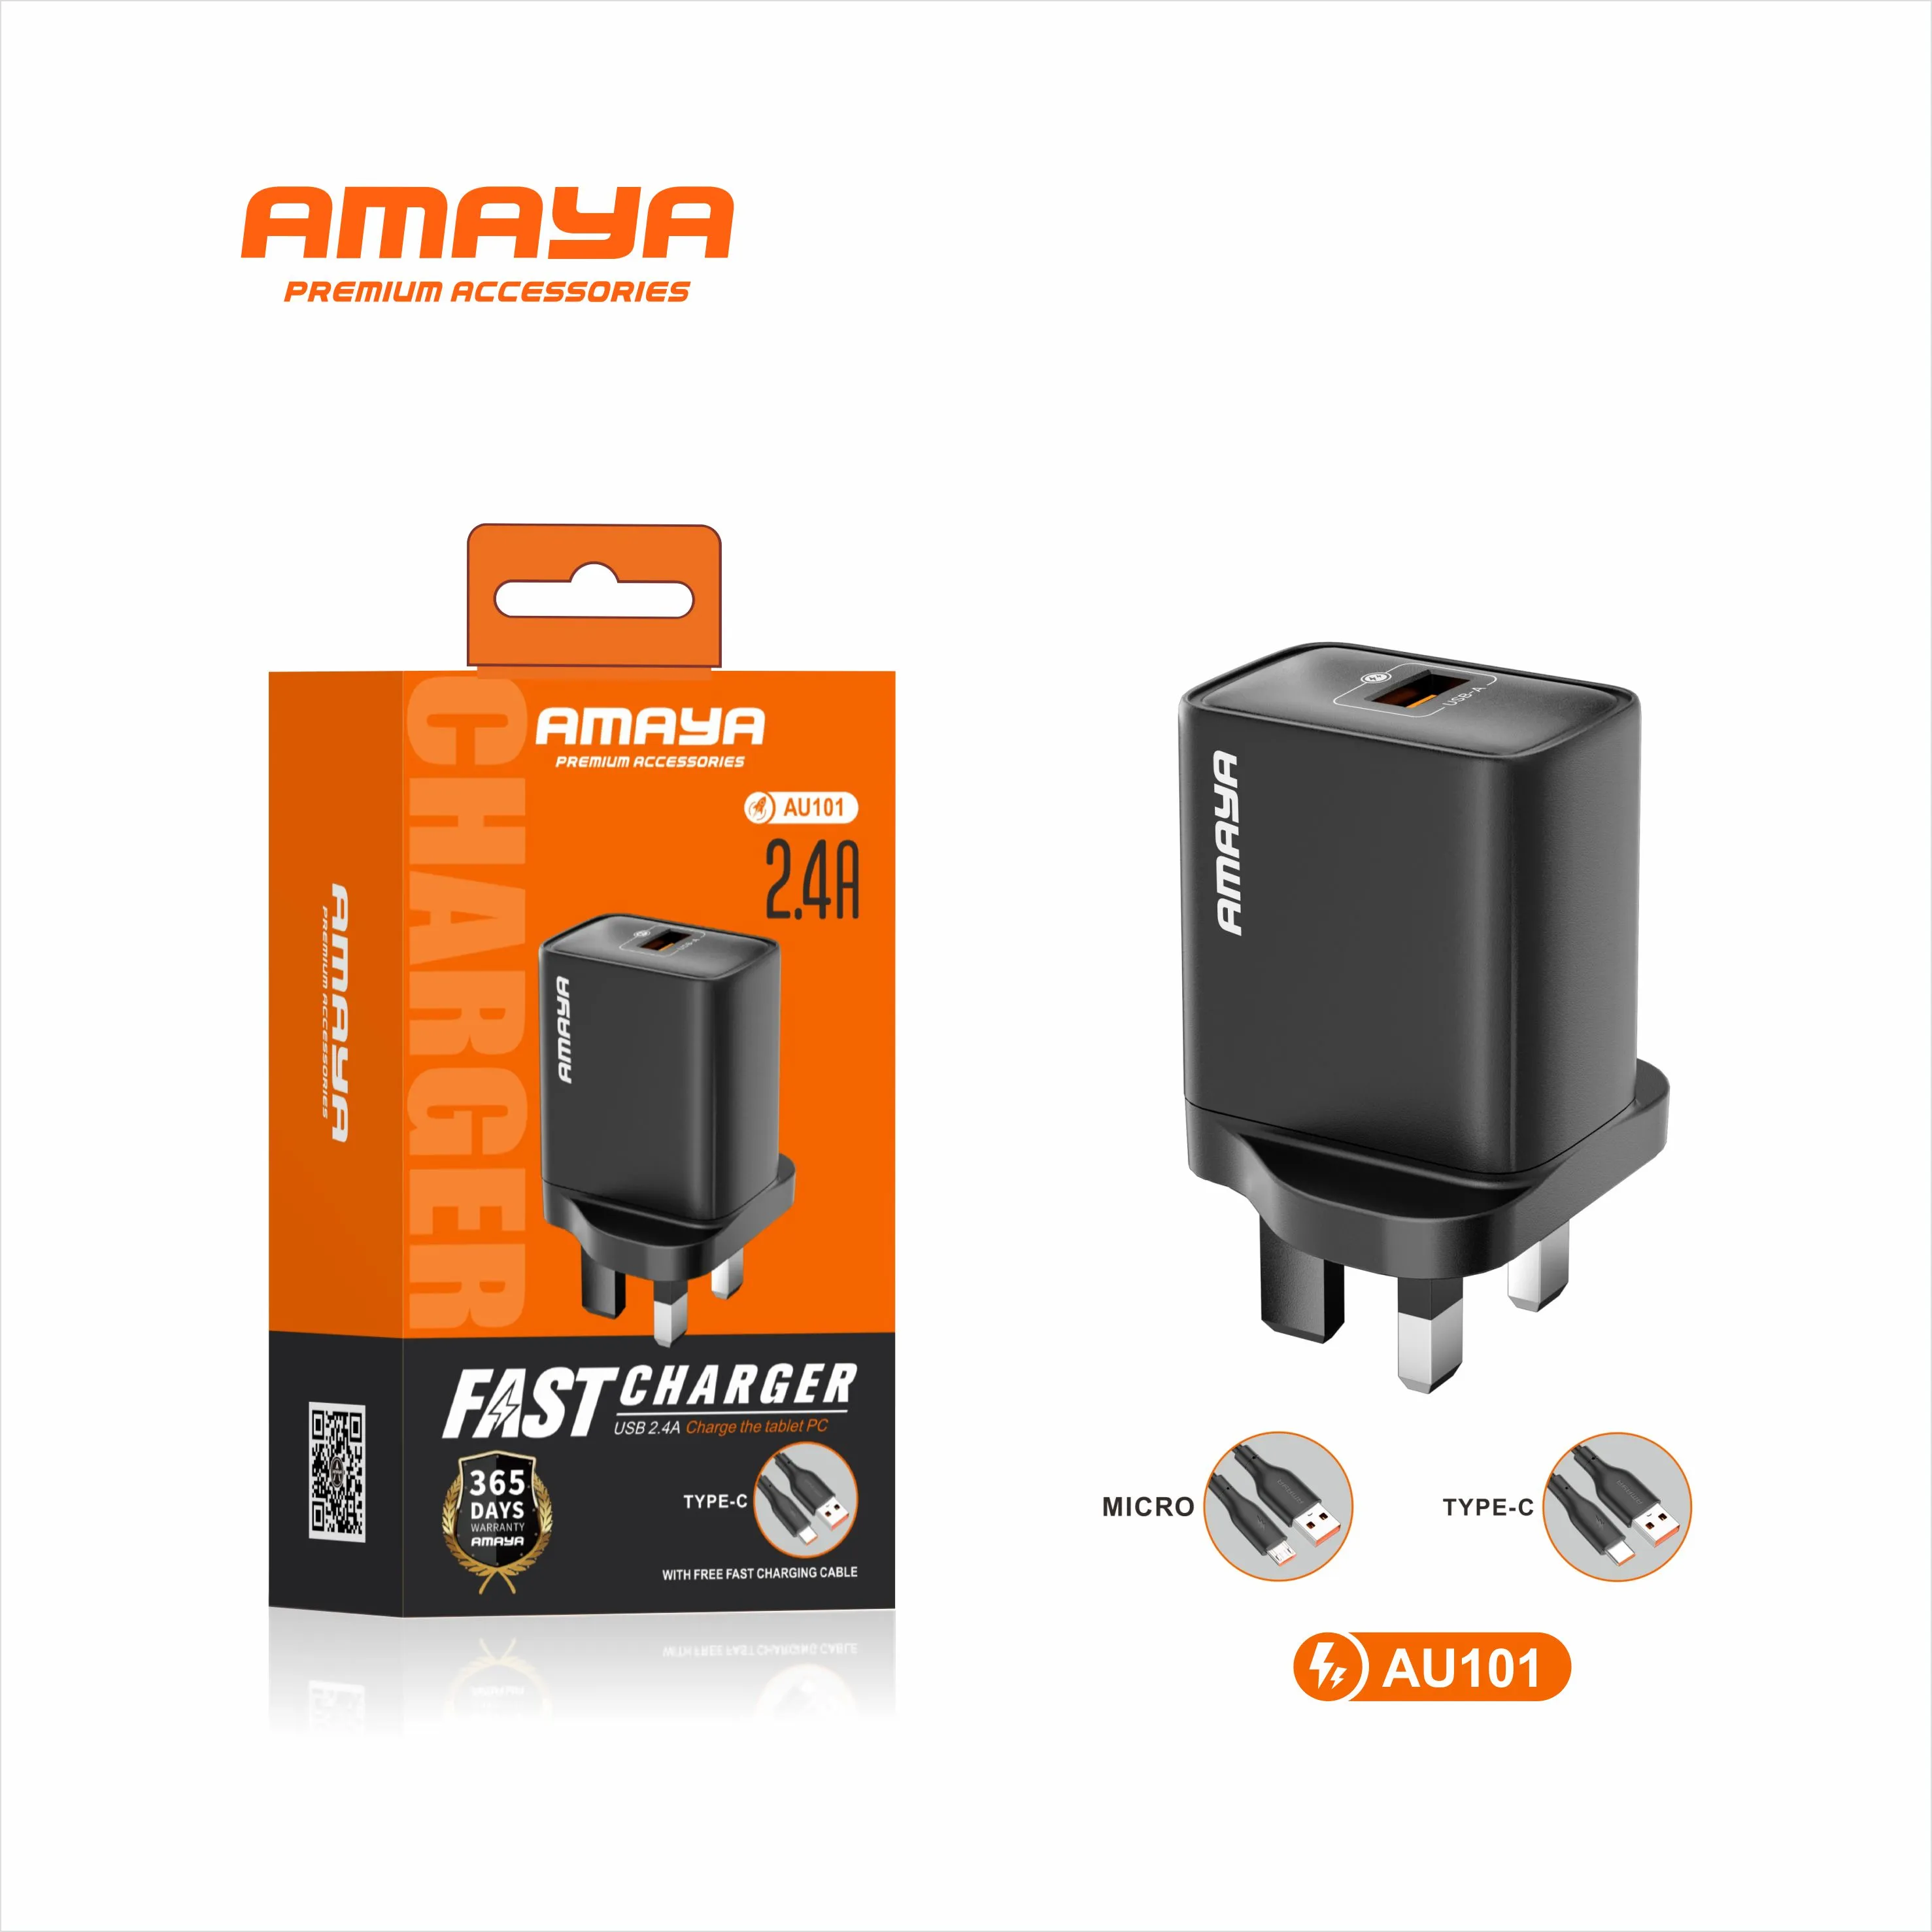 AMAYA
PREMIUM ACCESSORIES
CHARGER
AMAYA
PREMIUM ACCESSORIES
AU101
2.4A
AMAYA
PREMIUM ACCESSORIES
USB-A
AMAYA
FAST CHARGER
USB 2.4A Charge the tablet PC
365
DAYS
WARRANTY
AMAYA
TYPE-C
WITH FREE FAST CHARGING CABLE
USB-A
AMAYA
MICRO
TYPE-C
AU101